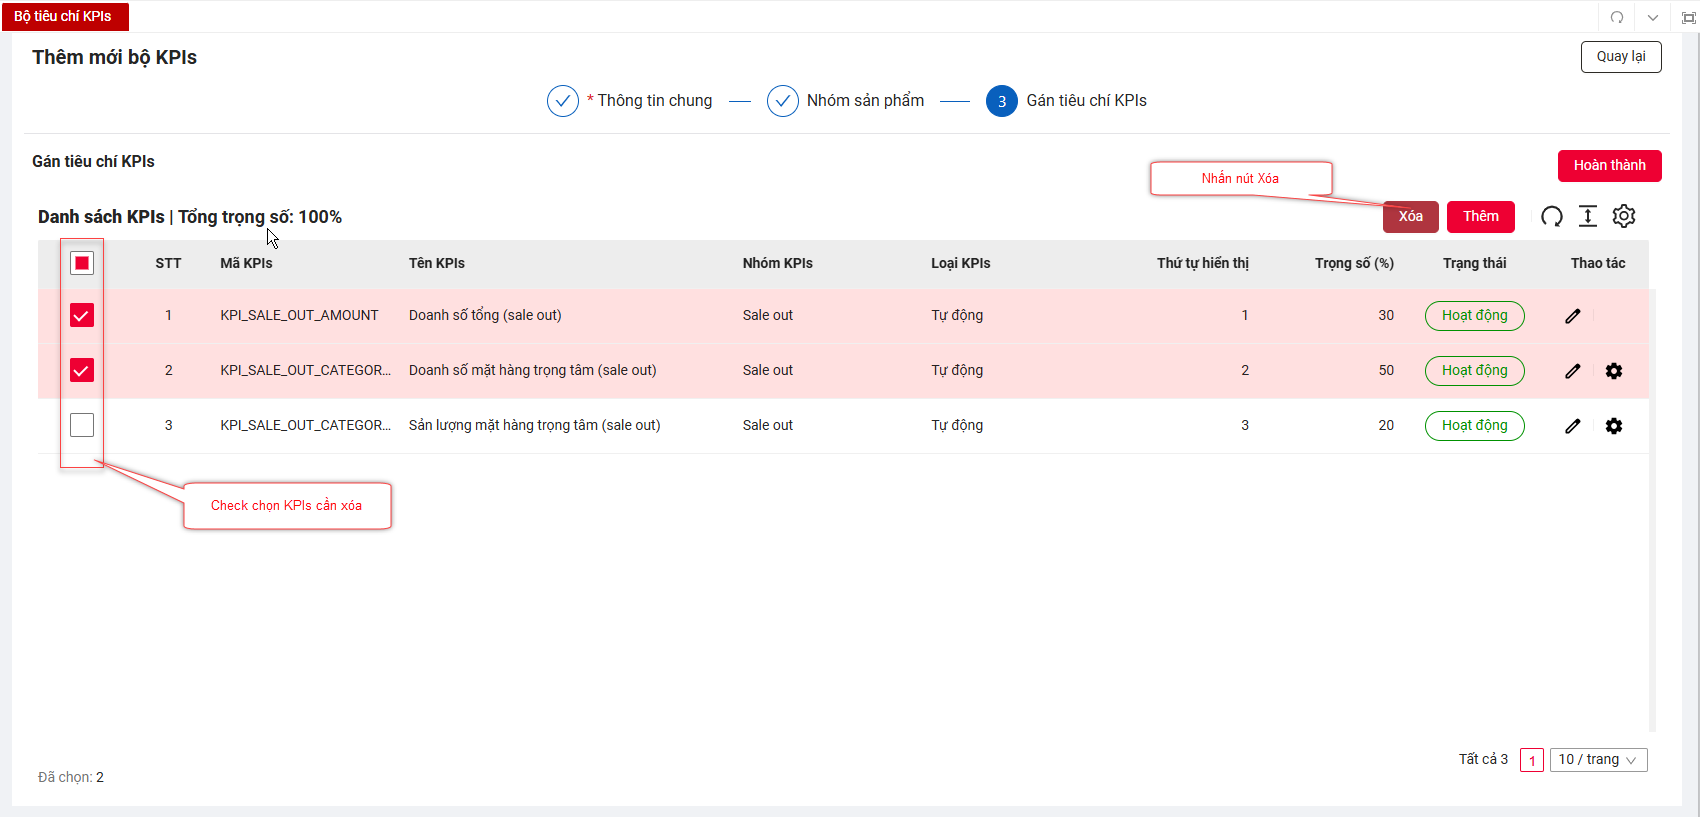 Bộ tiêu chí KPIs
Thêm mới bộ KPIs
Quay lại
* Thông tin chung
Nhóm sản phẩm
3 Gán tiêu chí KPIs
Gán tiêu chí KPIs
Hoàn thành
Nhấn nút Xóa
Danh sách KPIs | Tổng trọng số: 100%
Xóa
Thêm
STT Mã KPIs Tên KPIs Nhóm KPIs Loại KPIs Thứ tự hiển thị Trọng số (%) Trạng thái Thao tác
1 KPI_SALE_OUT_AMOUNT Doanh số tổng (sale out) Sale out Tự động 1 30 Hoạt động
2 KPI_SALE_OUT_CATEGOR... Doanh số mặt hàng trọng tâm (sale out) Sale out Tự động 2 50 Hoạt động
3 KPI_SALE_OUT_CATEGOR... Sản lượng mặt hàng trọng tâm (sale out) Sale out Tự động 3 20 Hoạt động
Check chọn KPIs cần xóa
Tất cả 3 1 10 / trang
Đã chọn: 2